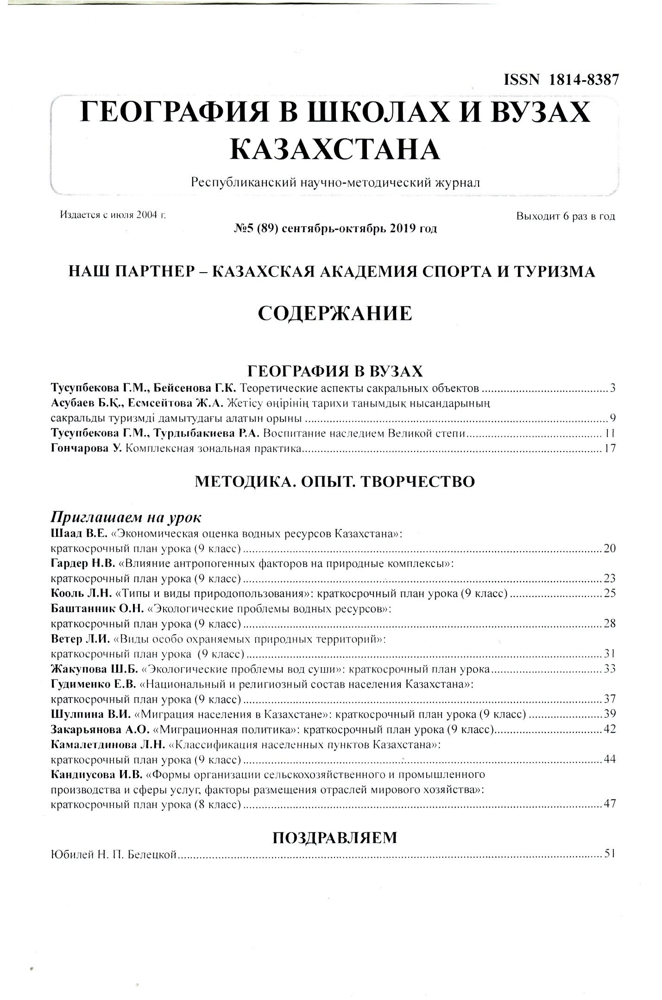 ISSN 1814-8387
ГЕОГРАФИЯ В ШКОЛАХ И ВУЗАХ
КАЗАХСТАНА
Республиканский научно-методический журнал
Издается с июля 2004 г.
Выходит 6 раз в год
№5 (89) сентябрь-октябрь 2019 год
НАШ ПАРТНЕР – КАЗАХСКАЯ АКАДЕМИЯ СПОРТА И ТУРИЗМА
СОДЕРЖАНИЕ
ГЕОГРАФИЯ В ВУЗАХ
Тусупбекова Г.М., Бейсенова Г.К. Теоретические аспекты сакральных объектов ..... 3
Асубаев Б.Қ., Есмсейтова Ж.А. Жетісу өңірінің тарихи танымдық нысандарының
сакральды туризмді дамытудағы алатын орыны ..... 9
Тусупбекова Г.М., Турдыбакиева Р.А. Воспитание наследием Великой степи..... 11
Гончарова У. Комплексная зональная практика..... 17
МЕТОДИКА. ОПЫТ. ТВОРЧЕСТВО
Приглашаем на урок
Шаад В.Е. «Экономическая оценка водных ресурсов Казахстана»:
краткосрочный план урока (9 класс) ..... 20
Гардер Н.В. «Влияние антропогенных факторов на природные комплексы»:
краткосрочный план урока (9 класс) ..... 23
Кооль Л.Н. «Типы и виды природопользования»: краткосрочный план урока (9 класс) ..... 25
Баштанник О.Н. «Экологические проблемы водных ресурсов»:
краткосрочный план урока (9 класс) ..... 28
Ветер Л.И. «Виды особо охраняемых природных территорий»:
краткосрочный план урока (9 класс) ..... 31
Жакупова Ш.Б. «Экологические проблемы вод суши»: краткосрочный план урока ..... 33
Гудименко Е.В. «Национальный и религиозный состав населения Казахстана»:
краткосрочный план урока (9 класс) ..... 37
Шулпина В.И. «Миграция населения в Казахстане»: краткосрочный план урока (9 класс) ..... 39
Закарьянова А.О. «Миграционная политика»: краткосрочный план урока (9 класс)..... 42
Камалетдинова Л.Н. «Классификация населенных пунктов Казахстана»:
краткосрочный план урока (9 класс) ..... 44
Кандиусова И.В. «Формы организации сельскохозяйственного и промышленного
производства и сферы услуг, факторы размещения отраслей мирового хозяйства»:
краткосрочный план урока (8 класс) ..... 47
ПОЗДРАВЛЯЕМ
Юбилей Н. П. Белецкой..... 51